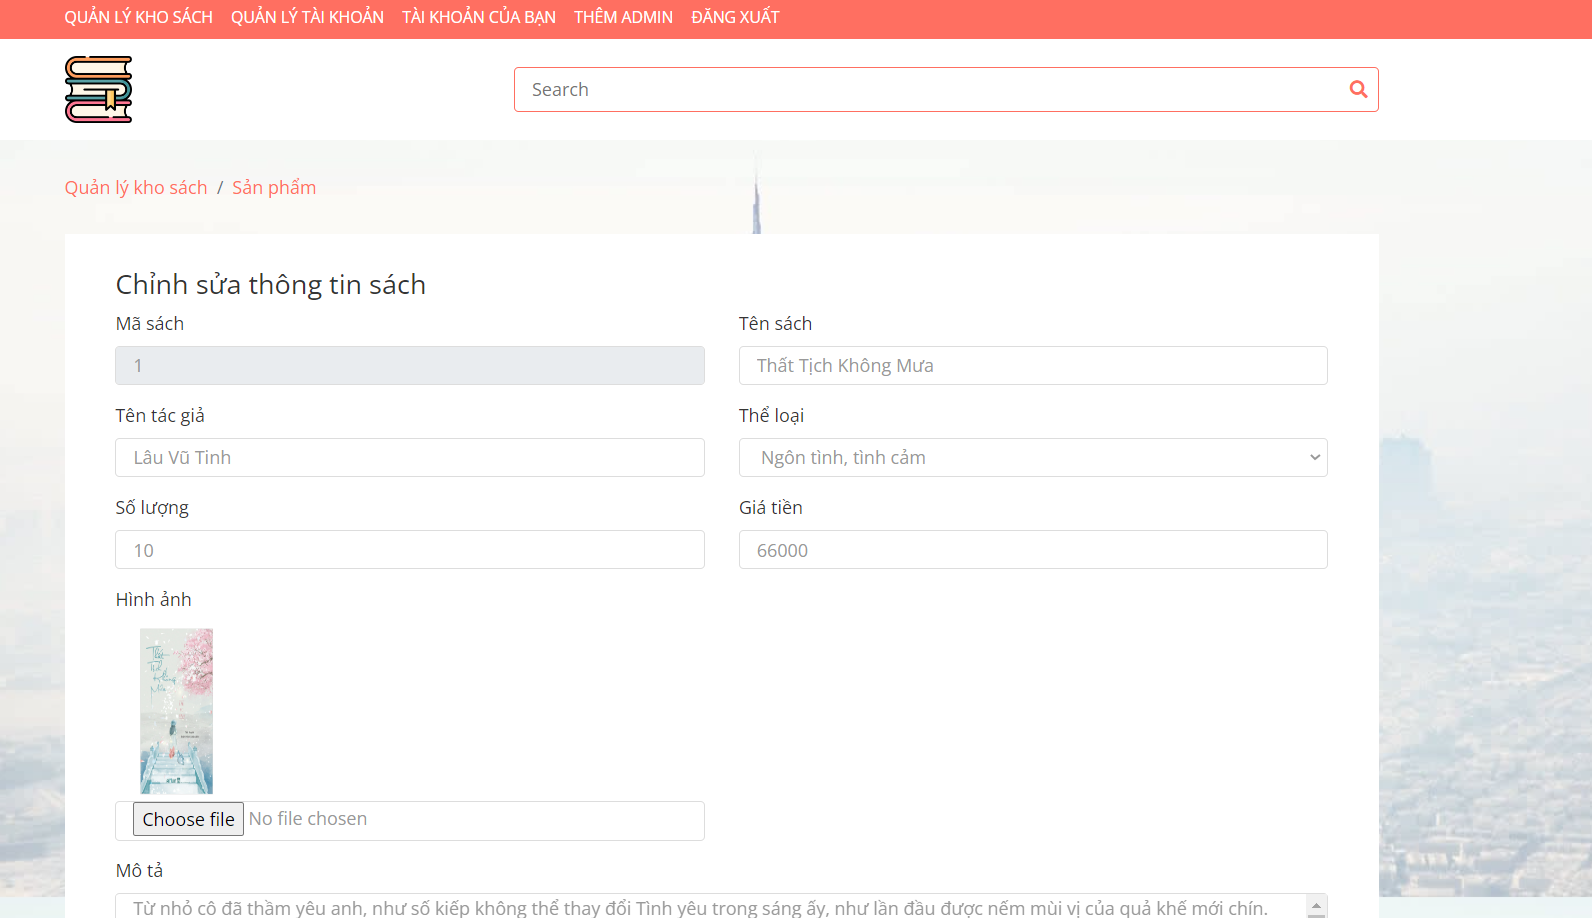 QUẢN LÝ KHO SÁCH QUẢN LÝ TÀI KHOẢN TÀI KHOẢN CỦA BẠN THÊM ADMIN ĐĂNG XUẤT
Search
Quản lý kho sách / Sản phẩm
Chỉnh sửa thông tin sách
Mã sách
1
Tên sách
Thất Tịch Không Mưa
Tên tác giả
Lâu Vũ Tinh
Thể loại
Ngôn tình, tình cảm
Số lượng
10
Giá tiền
66000
Hình ảnh
Choose file No file chosen
Mô tả
Từ nhỏ cô đã thầm yêu anh, như số kiếp không thể thay đổi Tình yêu trong sáng ấy, như lần đầu được nếm mùi vị của quả khế mới chín.